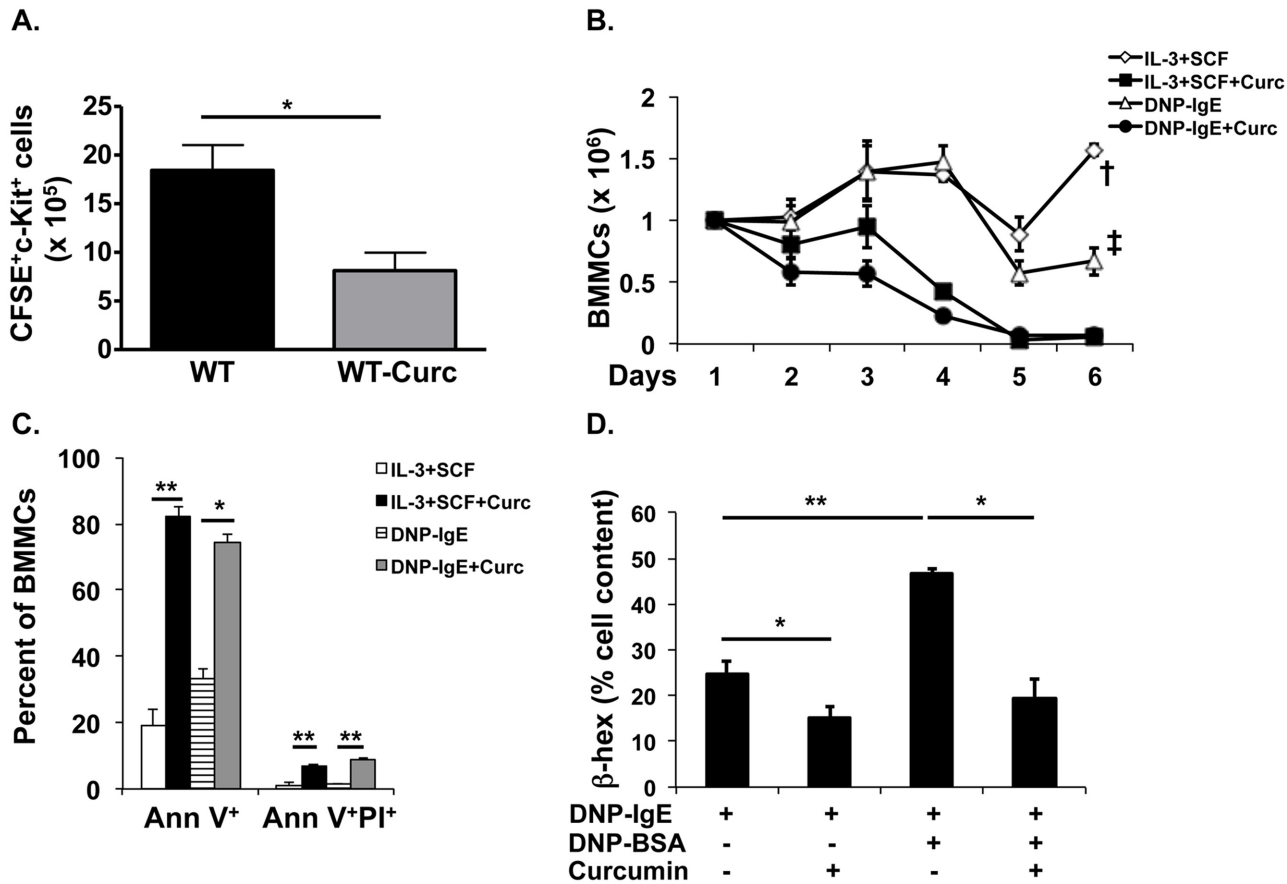 A.
CFSE⁺c-Kit⁺ cells
(x 10⁵)
25
20
15
10
5
0
*
WT
WT-Curc
B.
IL-3+SCF
IL-3+SCF+Curc
DNP-IgE
DNP-IgE+Curc
BMMCs (x 10⁶)
2
1.5
1
0.5
0
†
‡
Days 1 2 3 4 5 6
C.
Percent of BMMCs
100
80
60
40
20
0
IL-3+SCF
IL-3+SCF+Curc
DNP-IgE
DNP-IgE+Curc
** *
** **
Ann V⁺ Ann V⁺PI⁺
D.
β-hex (% cell content)
60
50
40
30
20
10
0
** *
*
DNP-IgE + + + +
DNP-BSA - - + +
Curcumin - + - +